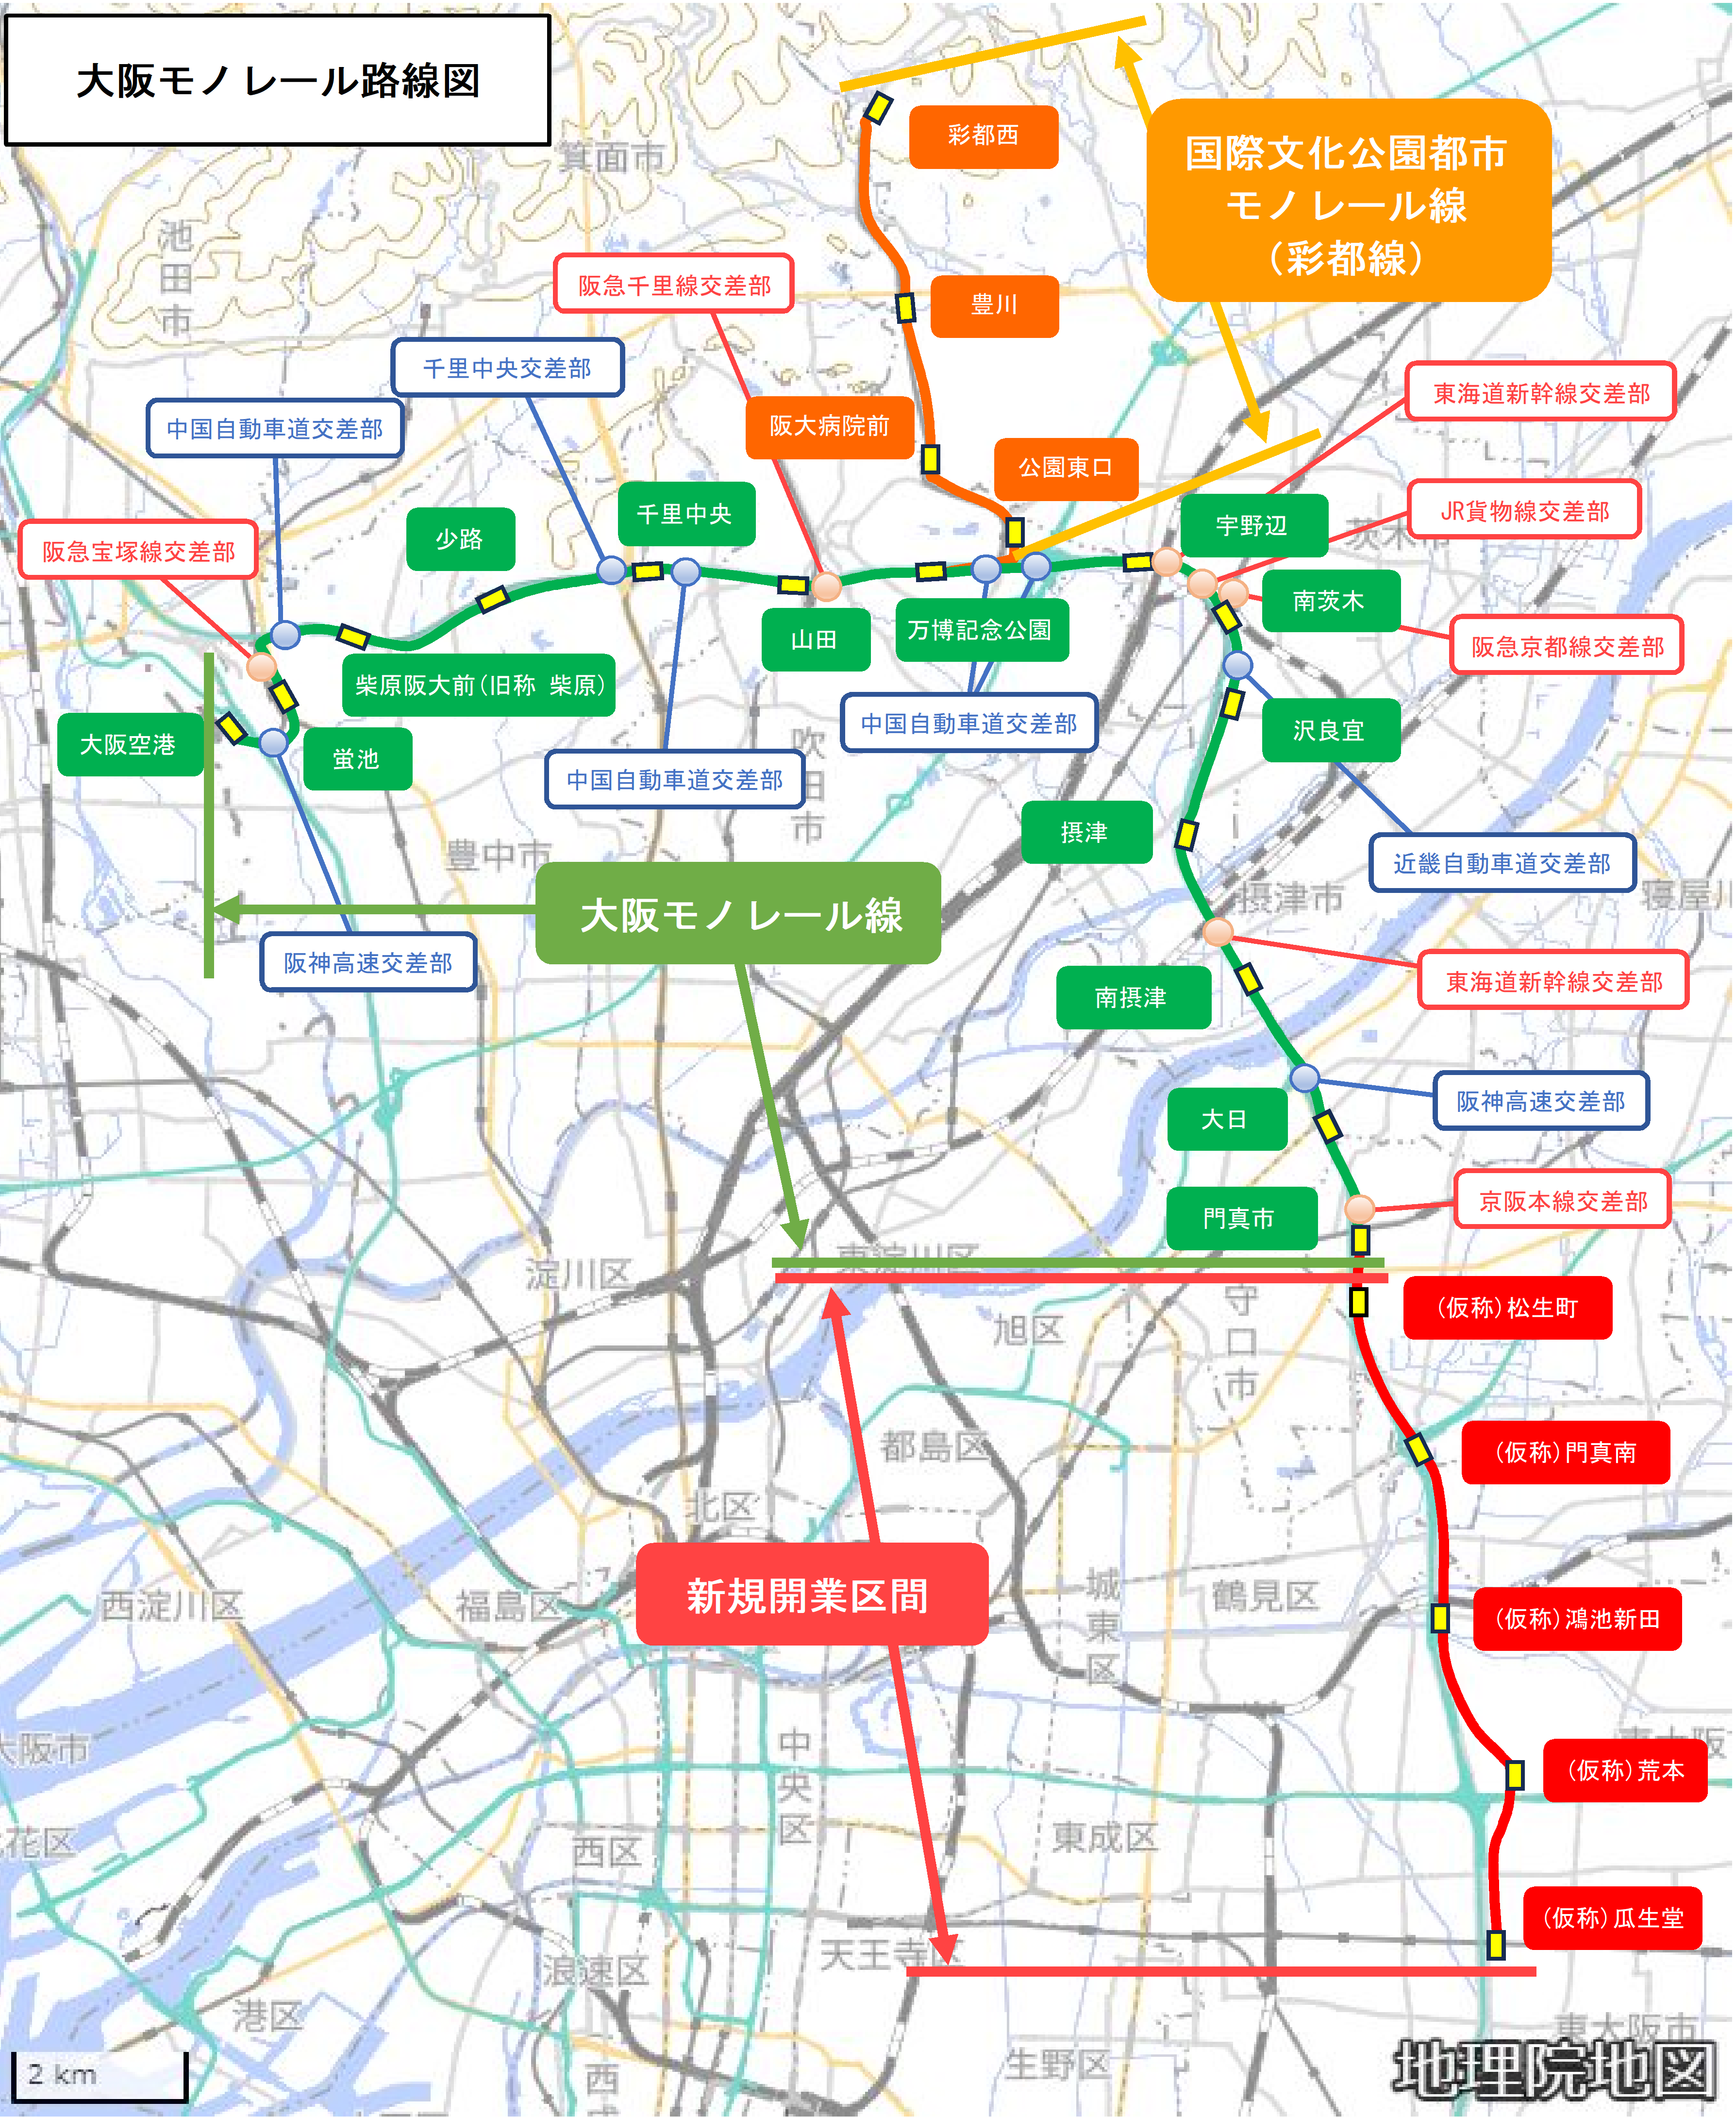 大阪モノレール路線図
箕面市
池田市
彩都西
国際文化公園都市
モノレール線
（彩都線）
阪急千里線交差部
豊川
千里中央交差部
東海道新幹線交差部
中国自動車道交差部
阪大病院前
公園東口
JR貨物線交差部
千里中央
宇野辺
少路
阪急宝塚線交差部
南茨木
山田
万博記念公園
阪急京都線交差部
柴原阪大前（旧称 柴原）
大阪空港
蛍池
中国自動車道交差部
沢良宜
中国自動車道交差部
吹田市
摂津
豊中市
近畿自動車道交差部
大阪モノレール線
摂津市
寝屋川
阪神高速交差部
南摂津
東海道新幹線交差部
大日
阪神高速交差部
門真市
京阪本線交差部
東淀川区
淀川区
守口市
（仮称）松生町
旭区
都島区
（仮称）門真南
北区
新規開業区間
西淀川区
福島区
城東区
鶴見区
（仮称）鴻池新田
大阪市
中央区
（仮称）荒本
花区
西区
東成区
（仮称）瓜生堂
天王寺区
浪速区
港区
東大阪市
生野区
西
2 km
地理院地図